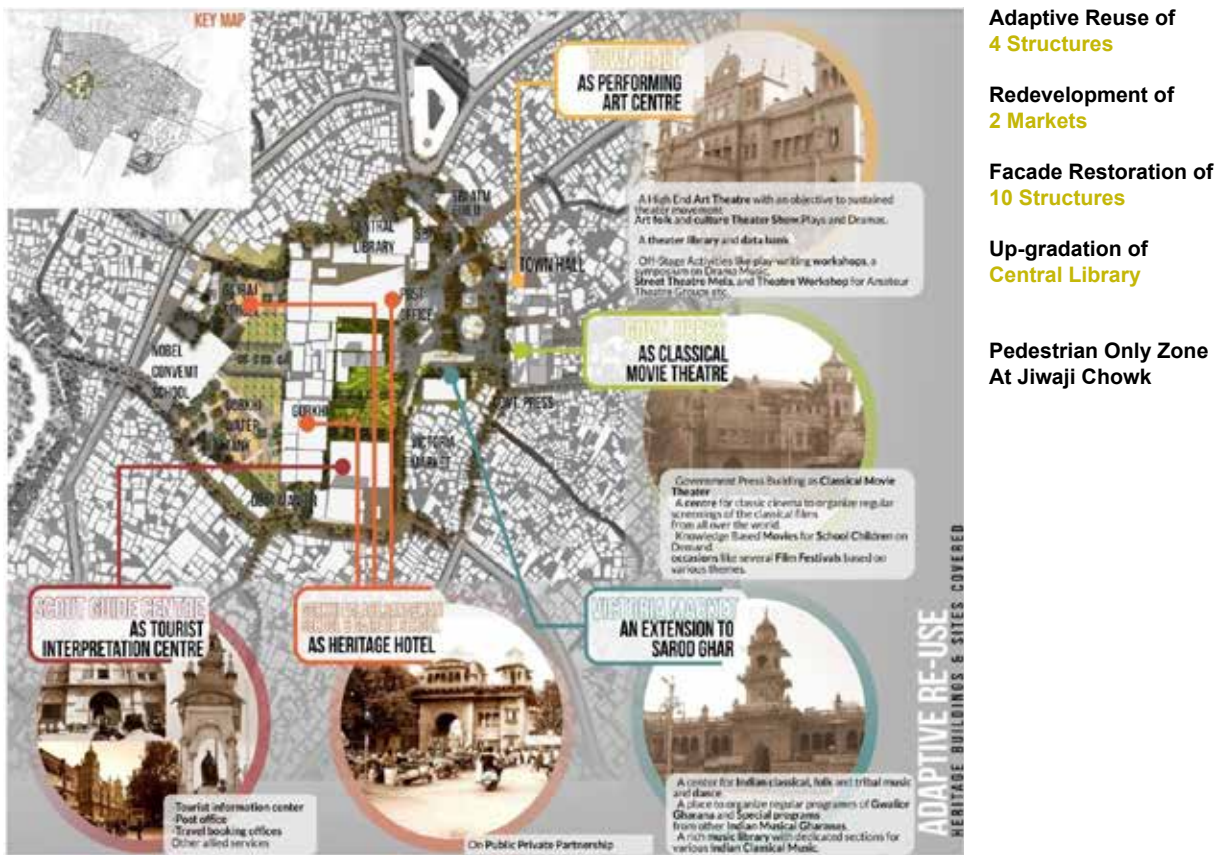 KEY MAP
TOWN HALL
AS PERFORMING
ART CENTRE
A High End Art Theatre with an objective to sustained
theater movement
Art folk and culture Theater Show Plays and Dramas.
A theater library and data bank
Off-Stage Activities like play-writing workshops, a
symposium on Drama Music.
Street Theatre Mela, and Theatre Workshop for Amateur
Theatre Groups etc.
CENTRAL
LIBRARY
SBI ATM
TOWN HALL
POST
OFFICE
NOBEL
CONVEMT
SCHOOL
GORKHI
WATER
TANK
GORKHI
VICTORIA
MARKET
GOVT. PRESS
GOVT PRESS
AS CLASSICAL
MOVIE THEATRE
Government Press Building as Classical Movie
Theater
A centre for classic cinema to organize regular
screenings of the classical films
from all over the world.
Knowledge Based Movies for School Children on
Demand.
occasions like several Film Festivals based on
various themes.
SCOUT GUIDE CENTRE
AS TOURIST
INTERPRETATION CENTRE
-Tourist information center
-Post office
-Travel booking offices
Other allied services
AS HERITAGE HOTEL
On Public Private Partnership
VICTORIA MARKET
AN EXTENSION TO
SAROD GHAR
A center for Indian classical, folk and tribal music
and dance.
A place to organize regular programes of Gwalior
Gharana and Special programs
from other Indian Musical Gharanas.
A rich music library with dedicated sections for
various Indian Classical Music.
ADAPTIVE RE-USE
HERITAGE BUILDINGS & SITES COVERED
Adaptive Reuse of
4 Structures
Redevelopment of
2 Markets
Facade Restoration of
10 Structures
Up-gradation of
Central Library
Pedestrian Only Zone
At Jiwaji Chowk